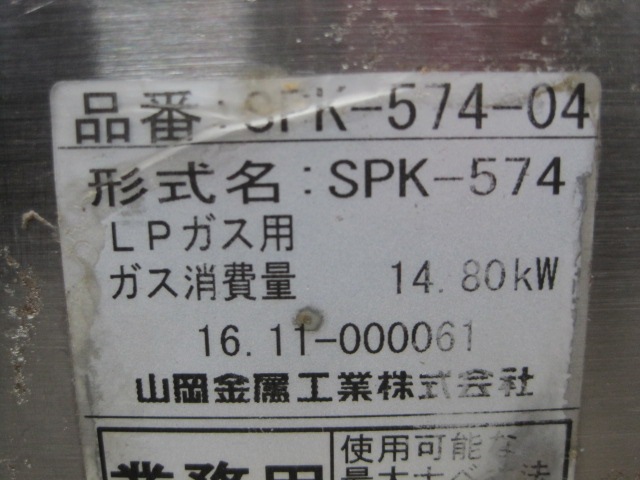 品番:SPK-574-04
形式名:SPK-574
LPガス用
ガス消費量 14.80kW
16.11-000061
山岡金属工業株式会社
業務用
使用可能な